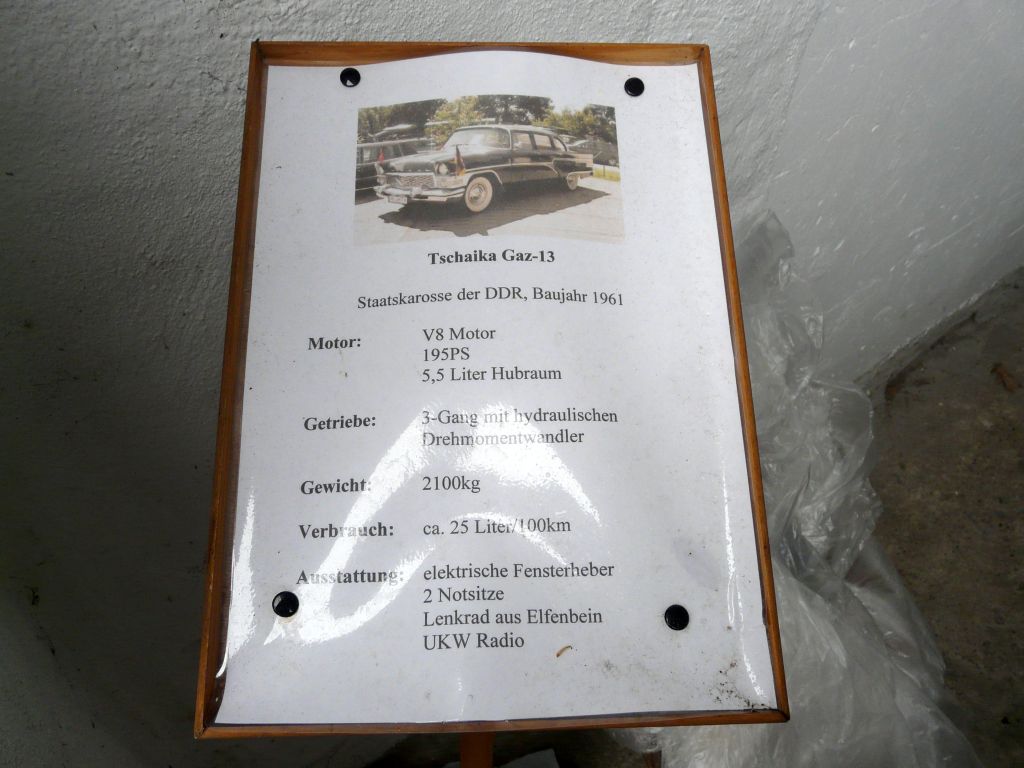 Tschaika Gaz-13
Staatskarosse der DDR, Baujahr 1961
Motor: V8 Motor
195PS
5,5 Liter Hubraum
Getriebe: 3-Gang mit hydraulischen
Drehmomentwandler
Gewicht: 2100kg
Verbrauch: ca. 25 Liter/100km
Ausstattung: elektrische Fensterheber
2 Notsitze
Lenkrad aus Elfenbein
UKW Radio